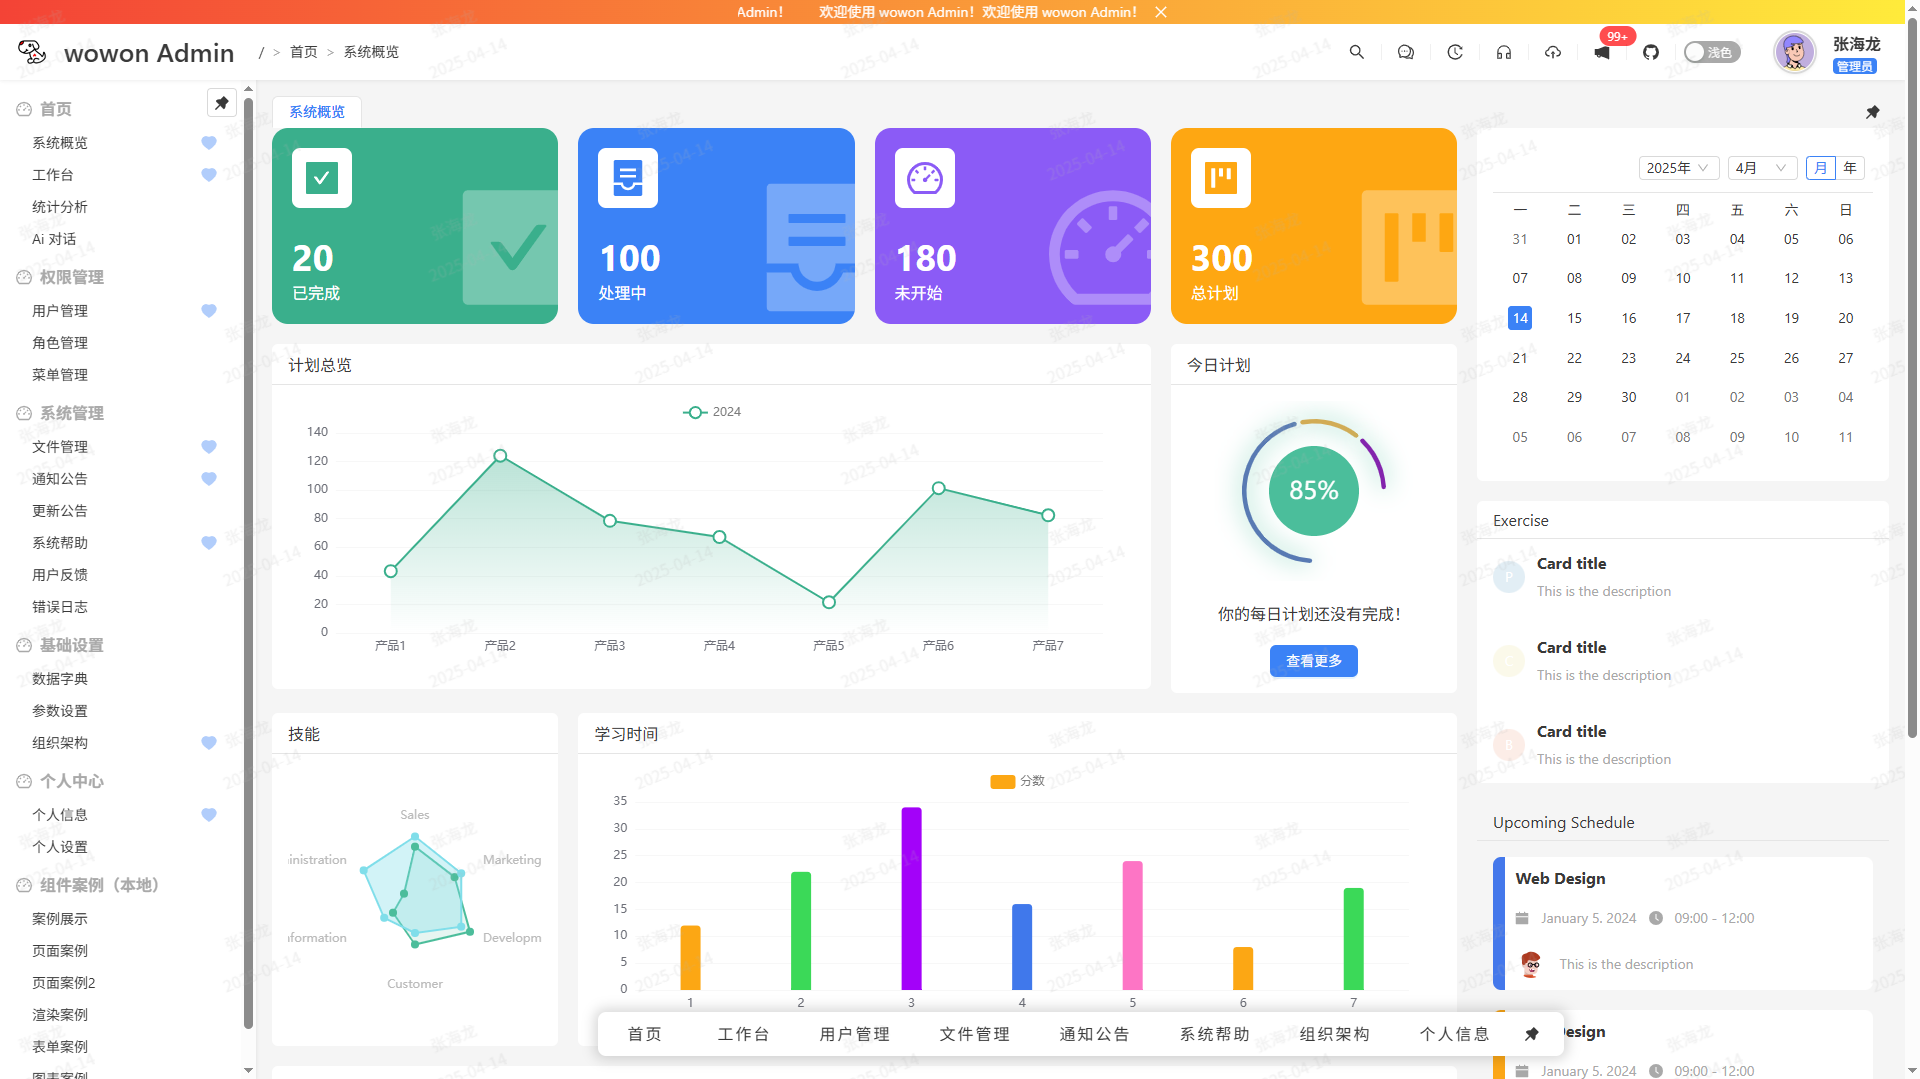 Admin！ 欢迎使用 wowon Admin！欢迎使用 wowon Admin！
wowon Admin
/ > 首页 > 系统概览
99+
浅色
张海龙
管理员
首页
系统概览
工作台
统计分析
Ai 对话
权限管理
用户管理
角色管理
菜单管理
系统管理
文件管理
通知公告
更新公告
系统帮助
用户反馈
错误日志
基础设置
数据字典
参数设置
组织架构
个人中心
个人信息
个人设置
组件案例（本地）
案例展示
页面案例
页面案例2
渲染案例
表单案例
图表案例
系统概览
20
已完成
100
处理中
180
未开始
300
总计划
计划总览
2024
140
120
100
80
60
40
20
0
产品1 产品2 产品3 产品4 产品5 产品6 产品7
今日计划
85%
你的每日计划还没有完成！
查看更多
技能
Sales
Marketing
Developm
Customer
nformation
inistration
学习时间
分数
35
30
25
20
15
10
5
0
1 2 3 4 5 6 7
2025年 4月 月 年
一 二 三 四 五 六 日
31 01 02 03 04 05 06
07 08 09 10 11 12 13
14 15 16 17 18 19 20
21 22 23 24 25 26 27
28 29 30 01 02 03 04
05 06 07 08 09 10 11
Exercise
P
Card title
This is the description
C
Card title
This is the description
B
Card title
This is the description
Upcoming Schedule
Web Design
January 5. 2024 09:00 - 12:00
This is the description
esign
January 5. 2024 09:00 - 12:00
首页 工作台 用户管理 文件管理 通知公告 系统帮助 组织架构 个人信息
张海龙
2025-04-14